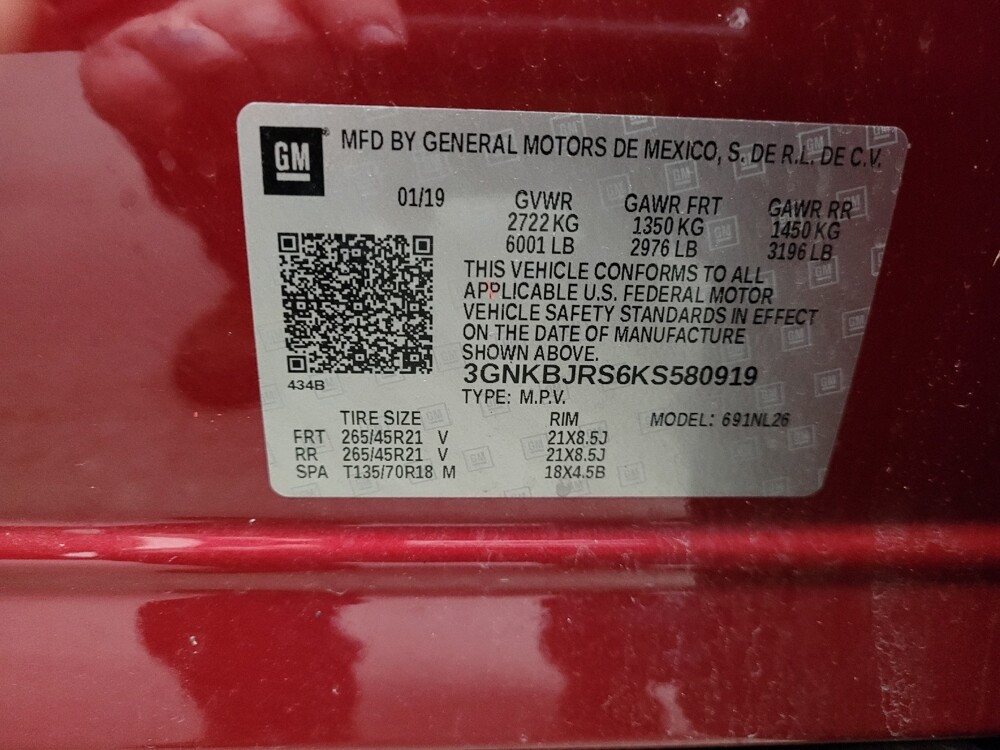 GM ® MFD BY GENERAL MOTORS DE MEXICO, S. DE R.L. DE C.V.
01/19 GVWR GAWR FRT GAWR RR
2722 KG 1350 KG 1450 KG
6001 LB 2976 LB 3196 LB
THIS VEHICLE CONFORMS TO ALL
APPLICABLE U.S. FEDERAL MOTOR
VEHICLE SAFETY STANDARDS IN EFFECT
ON THE DATE OF MANUFACTURE
SHOWN ABOVE.
3GNKBJRS6KS580919
434B TYPE: M.P.V.
TIRE SIZE RIM MODEL: 691NL26
FRT 265/45R21 V 21X8.5J
RR 265/45R21 V 21X8.5J
SPA T135/70R18 M 18X4.5B